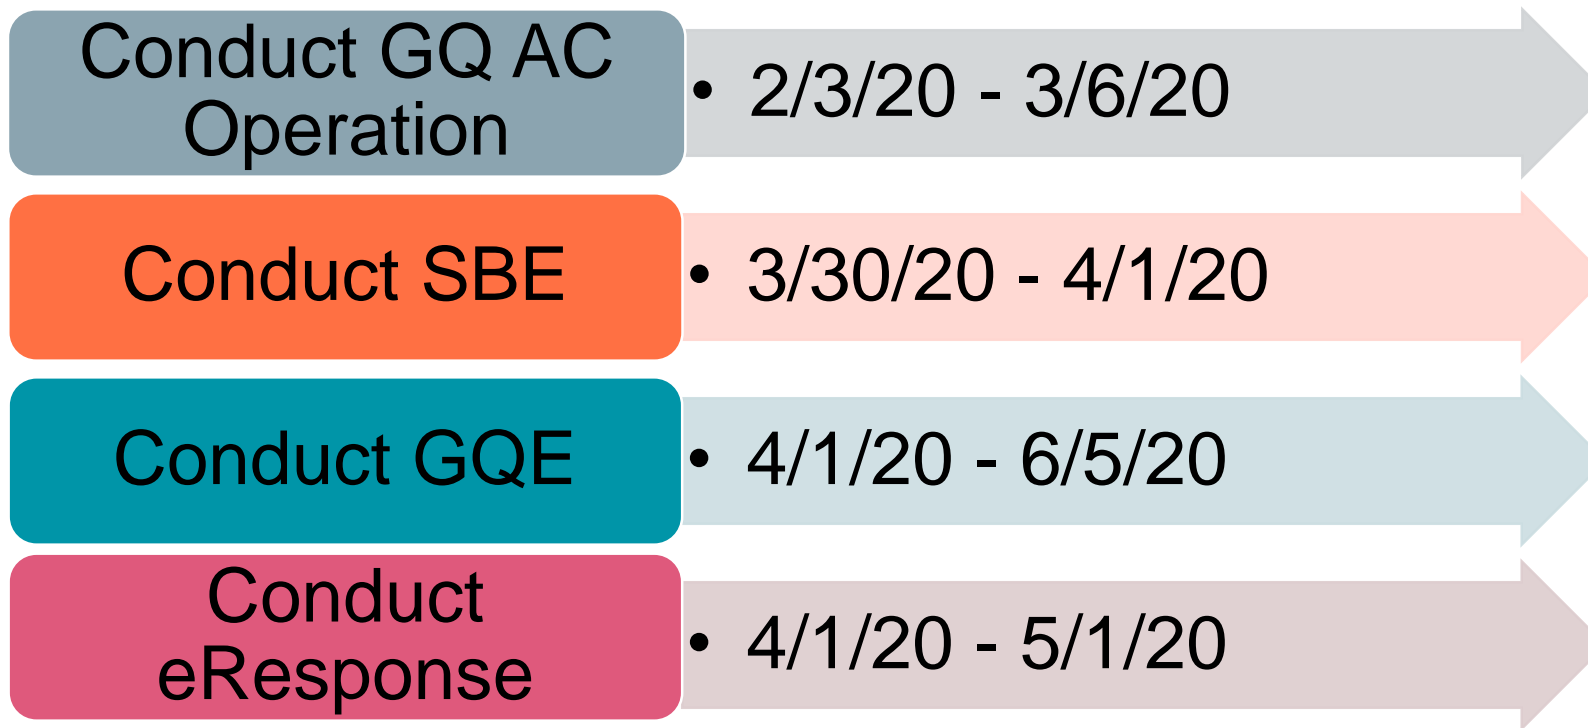 Conduct GQ AC
Operation
• 2/3/20 - 3/6/20
Conduct SBE
• 3/30/20 - 4/1/20
Conduct GQE
• 4/1/20 - 6/5/20
Conduct
eResponse
• 4/1/20 - 5/1/20